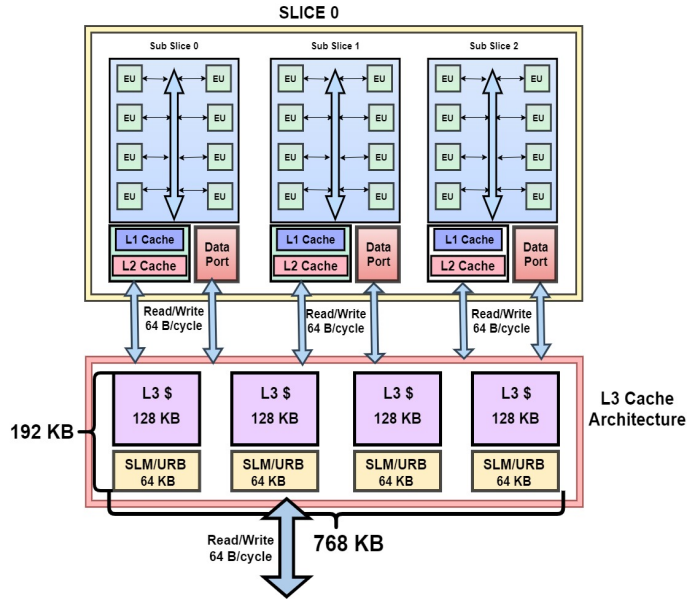 SLICE 0
Sub Slice 0
Sub Slice 1
Sub Slice 2
EU EU EU EU EU EU
EU EU EU EU EU EU
EU EU EU EU EU EU
EU EU EU EU EU EU
L1 Cache
L2 Cache
Data
Port
L1 Cache
L2 Cache
Data
Port
L1 Cache
L2 Cache
Data
Port
Read/Write
64 B/cycle
Read/Write
64 B/cycle
Read/Write
64 B/cycle
L3 $
128 KB
L3 $
128 KB
L3 $
128 KB
L3 $
128 KB
L3 Cache
Architecture
192 KB
SLM/URB
64 KB
SLM/URB
64 KB
SLM/URB
64 KB
SLM/URB
64 KB
Read/Write
64 B/cycle
768 KB